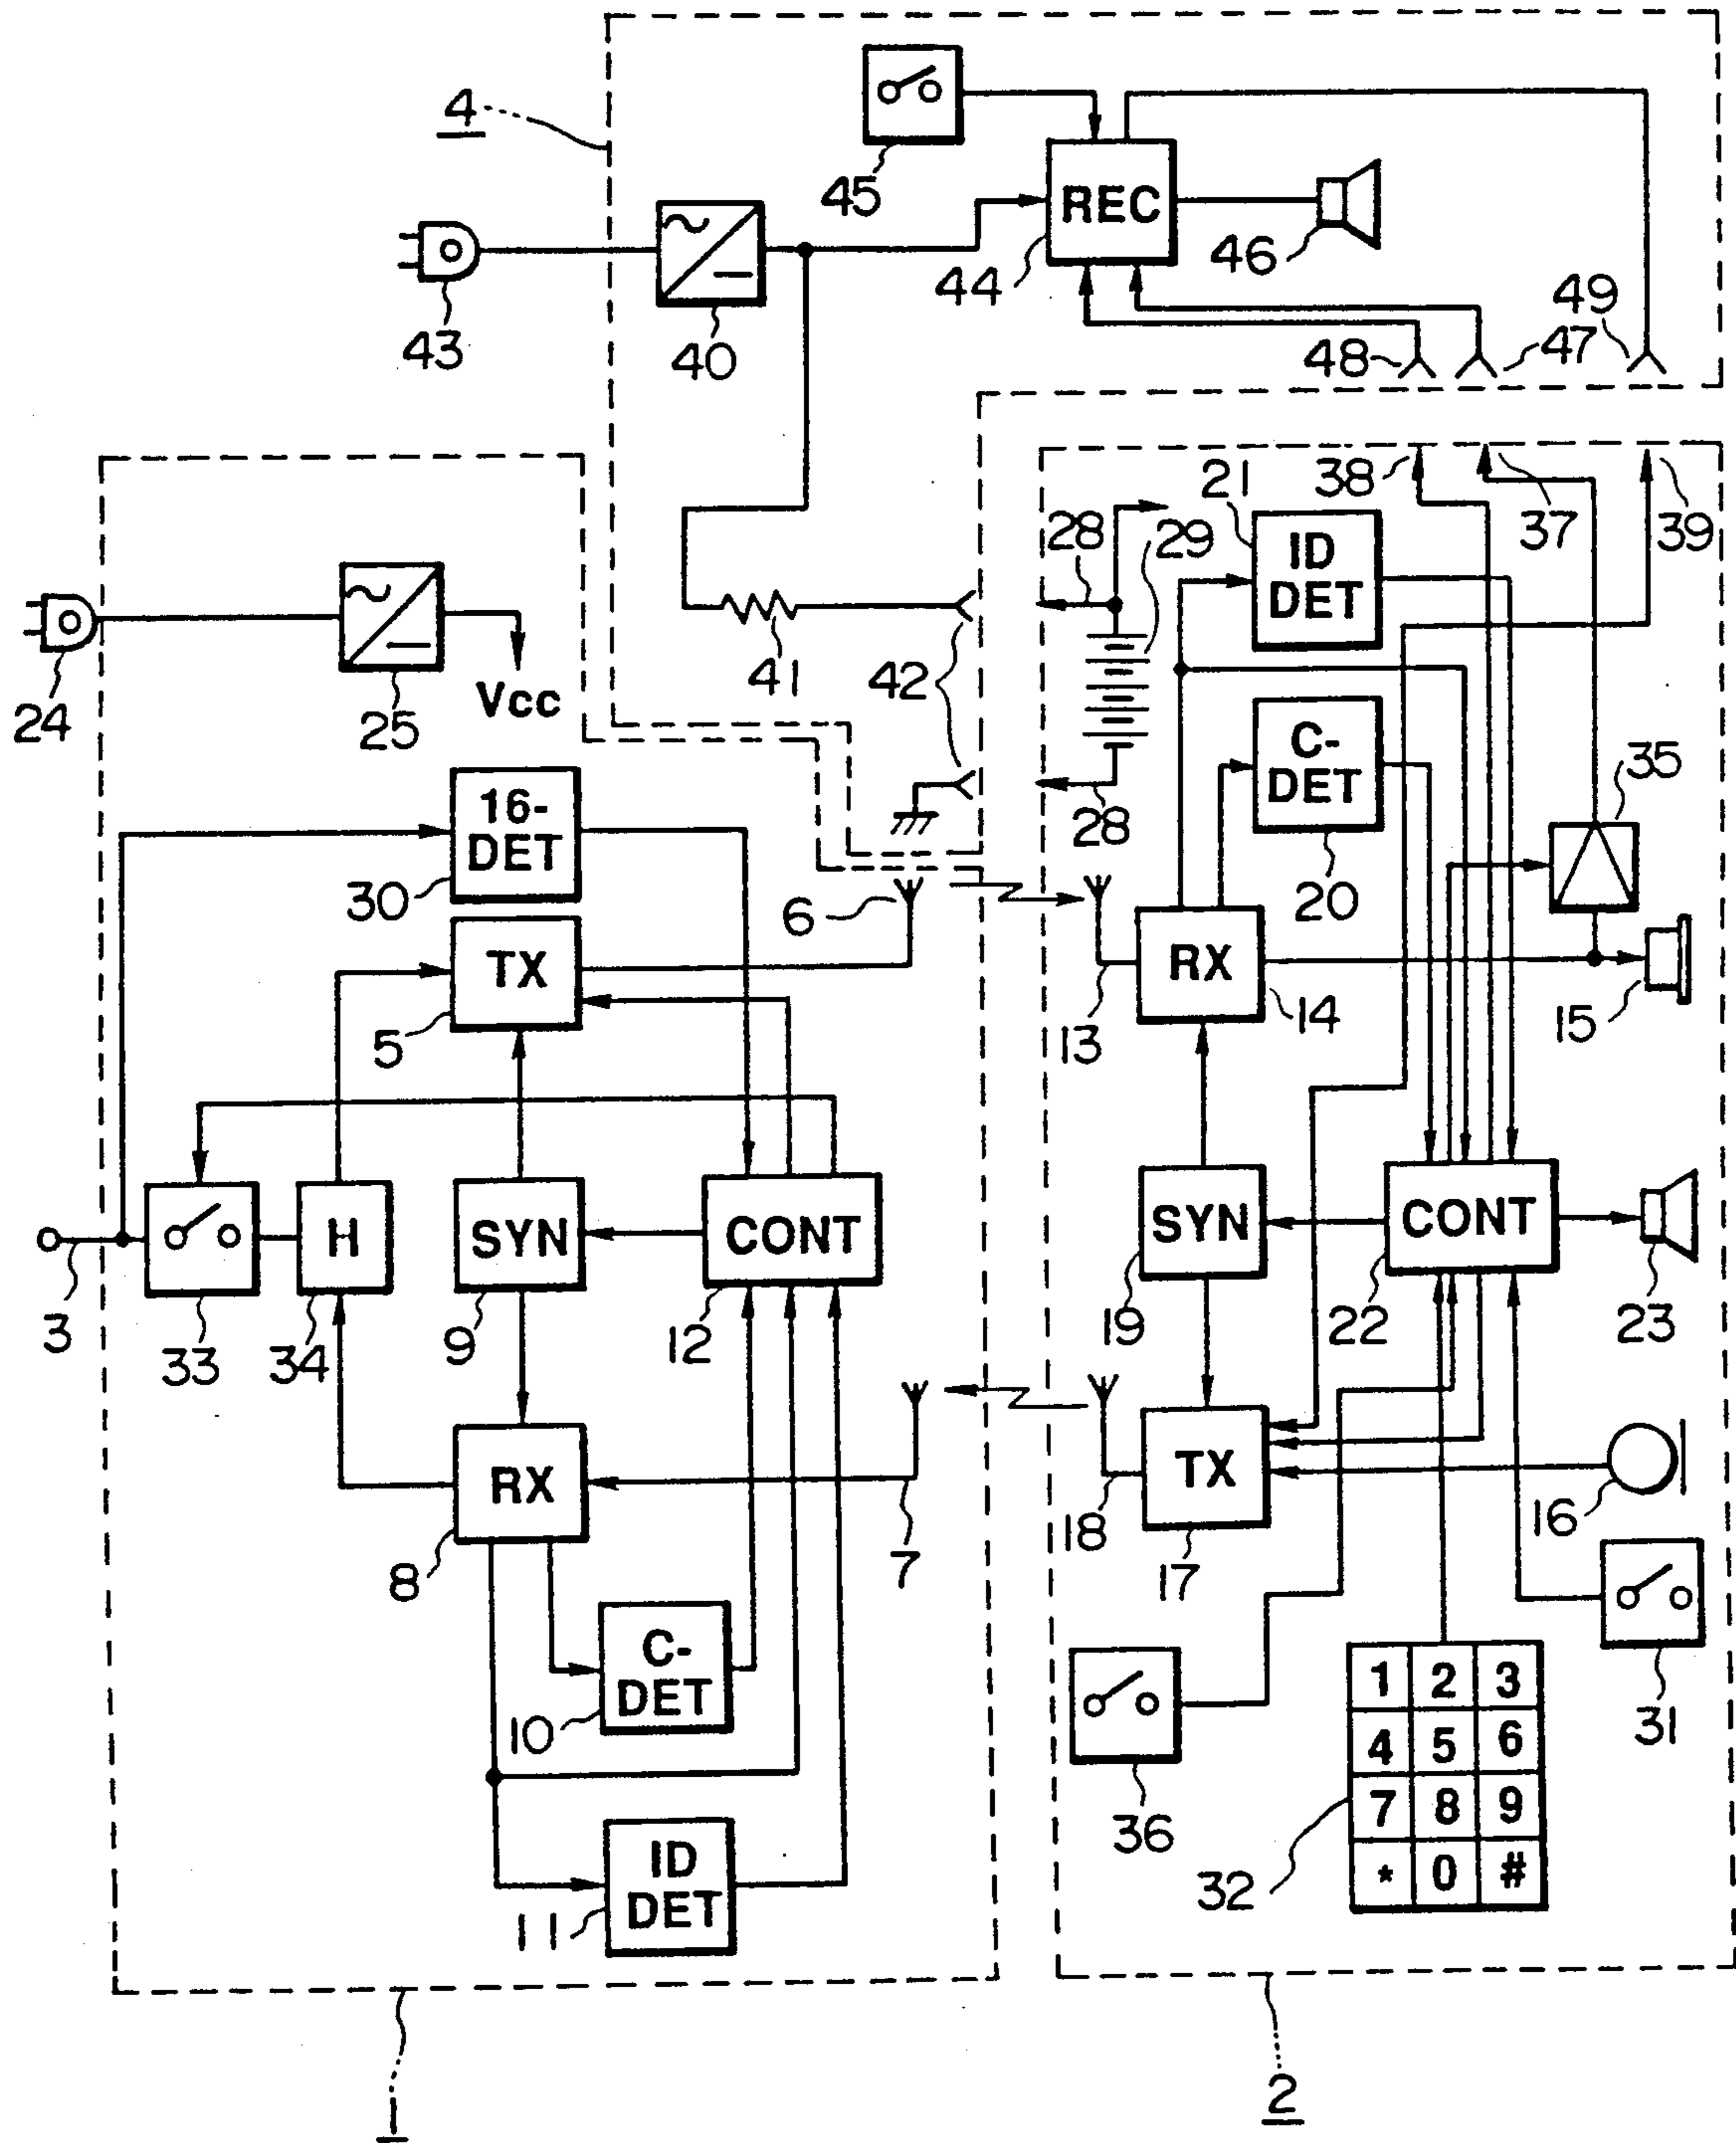 4
45
REC
44
46
43
40
48
47
49
38
37
39
21
ID
DET
28
29
41
42
24
25
Vcc
C-
DET
20
28
35
16-
DET
30
6
TX
5
13
RX
14
15
3
33
H
34
SYN
9
CONT
12
SYN
19
CONT
22
23
RX
8
7
18
TX
17
16
C-
DET
10
36
31
1 2 3
4 5 6
7 8 9
* 0 #
32
ID
DET
11
1
2